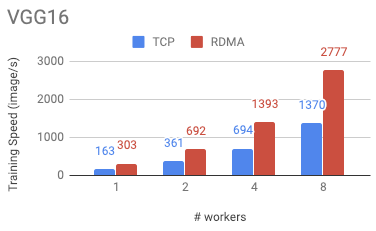 VGG16
TCP RDMA
Training Speed (image/s)
3000
2000
1000
0
163 303
361 692
694 1393
1370 2777
1 2 4 8
# workers